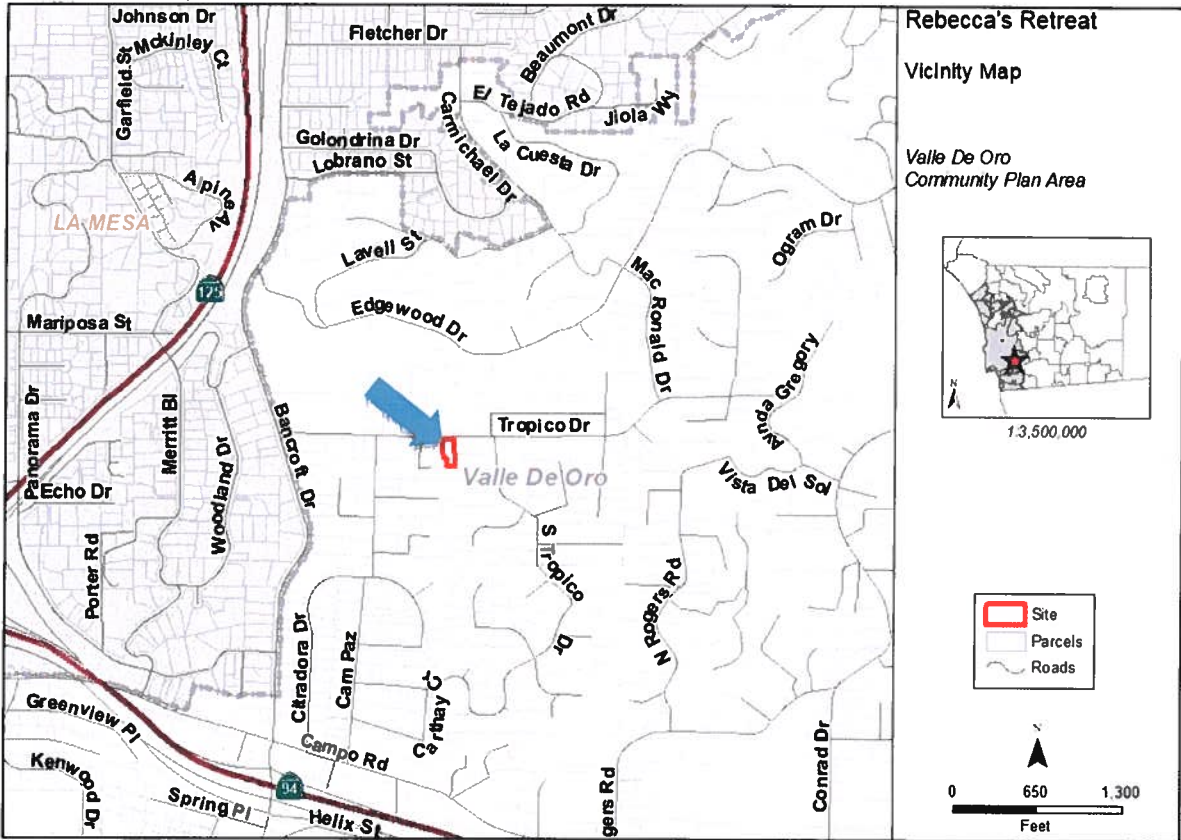 Johnson Dr
Mckinley Ct
Garfield St
Fletcher Dr
Beaumont Dr
El Tejado Rd
Jiola Wy
Carmichael Dr
La Cuesta Dr
Golondrina Dr
Lobrano St
Alpine Av
LA MESA
Lavell St
Ogram Dr
125
Mac Ronald Dr
Edgewood Dr
Mariposa St
Avnda Gregory
Panorama Dr
Merritt Bl
Woodland Dr
Bancroft Dr
Tropico Dr
Valle De Oro
Vista Del Sol
Echo Dr
Porter Rd
S Tropico Dr
N Rogers Rd
Citradora Dr
Cam Paz
Carthay Cr
Greenview Pl
Campo Rd
Conrad Dr
Kenwood Dr
94
Spring Pl
Helix St
gers Rd
Rebecca's Retreat
Vicinity Map
Valle De Oro
Community Plan Area
N
1:3,500,000
Site
Parcels
Roads
N
0 650 1,300
Feet